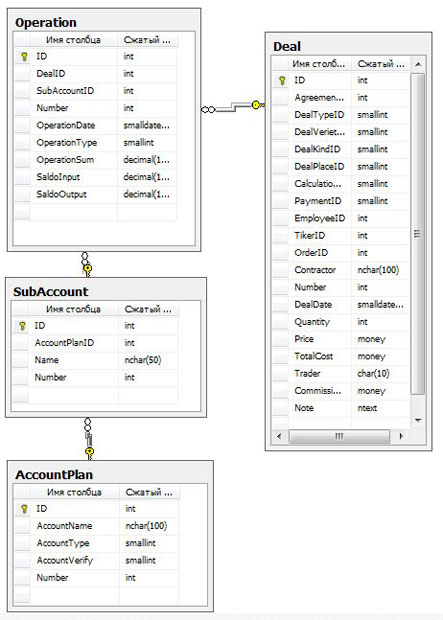 Operation
Имя столбца Сжатый ...
ID int
DealID int
SubAccountID int
Number int
OperationDate smalldate...
OperationType smallint
OperationSum decimal(1...
SaldoInput decimal(1...
SaldoOutput decimal(1...
Deal
Имя столб... Сжатый ...
ID int
Agreemen... int
DealTypeID smallint
DealVeriet... smallint
DealKindID smallint
DealPlaceID smallint
Calculatio... smallint
PaymentID smallint
EmployeeID int
TikerID int
OrderID int
Contractor nchar(100)
Number int
DealDate smalldate...
Quantity int
Price money
TotalCost money
Trader char(10)
Commissi... money
Note ntext
SubAccount
Имя столбца Сжатый ...
ID int
AccountPlanID int
Name nchar(50)
Number int
AccountPlan
Имя столбца Сжатый ...
ID int
AccountName nchar(100)
AccountType smallint
AccountVerify smallint
Number int